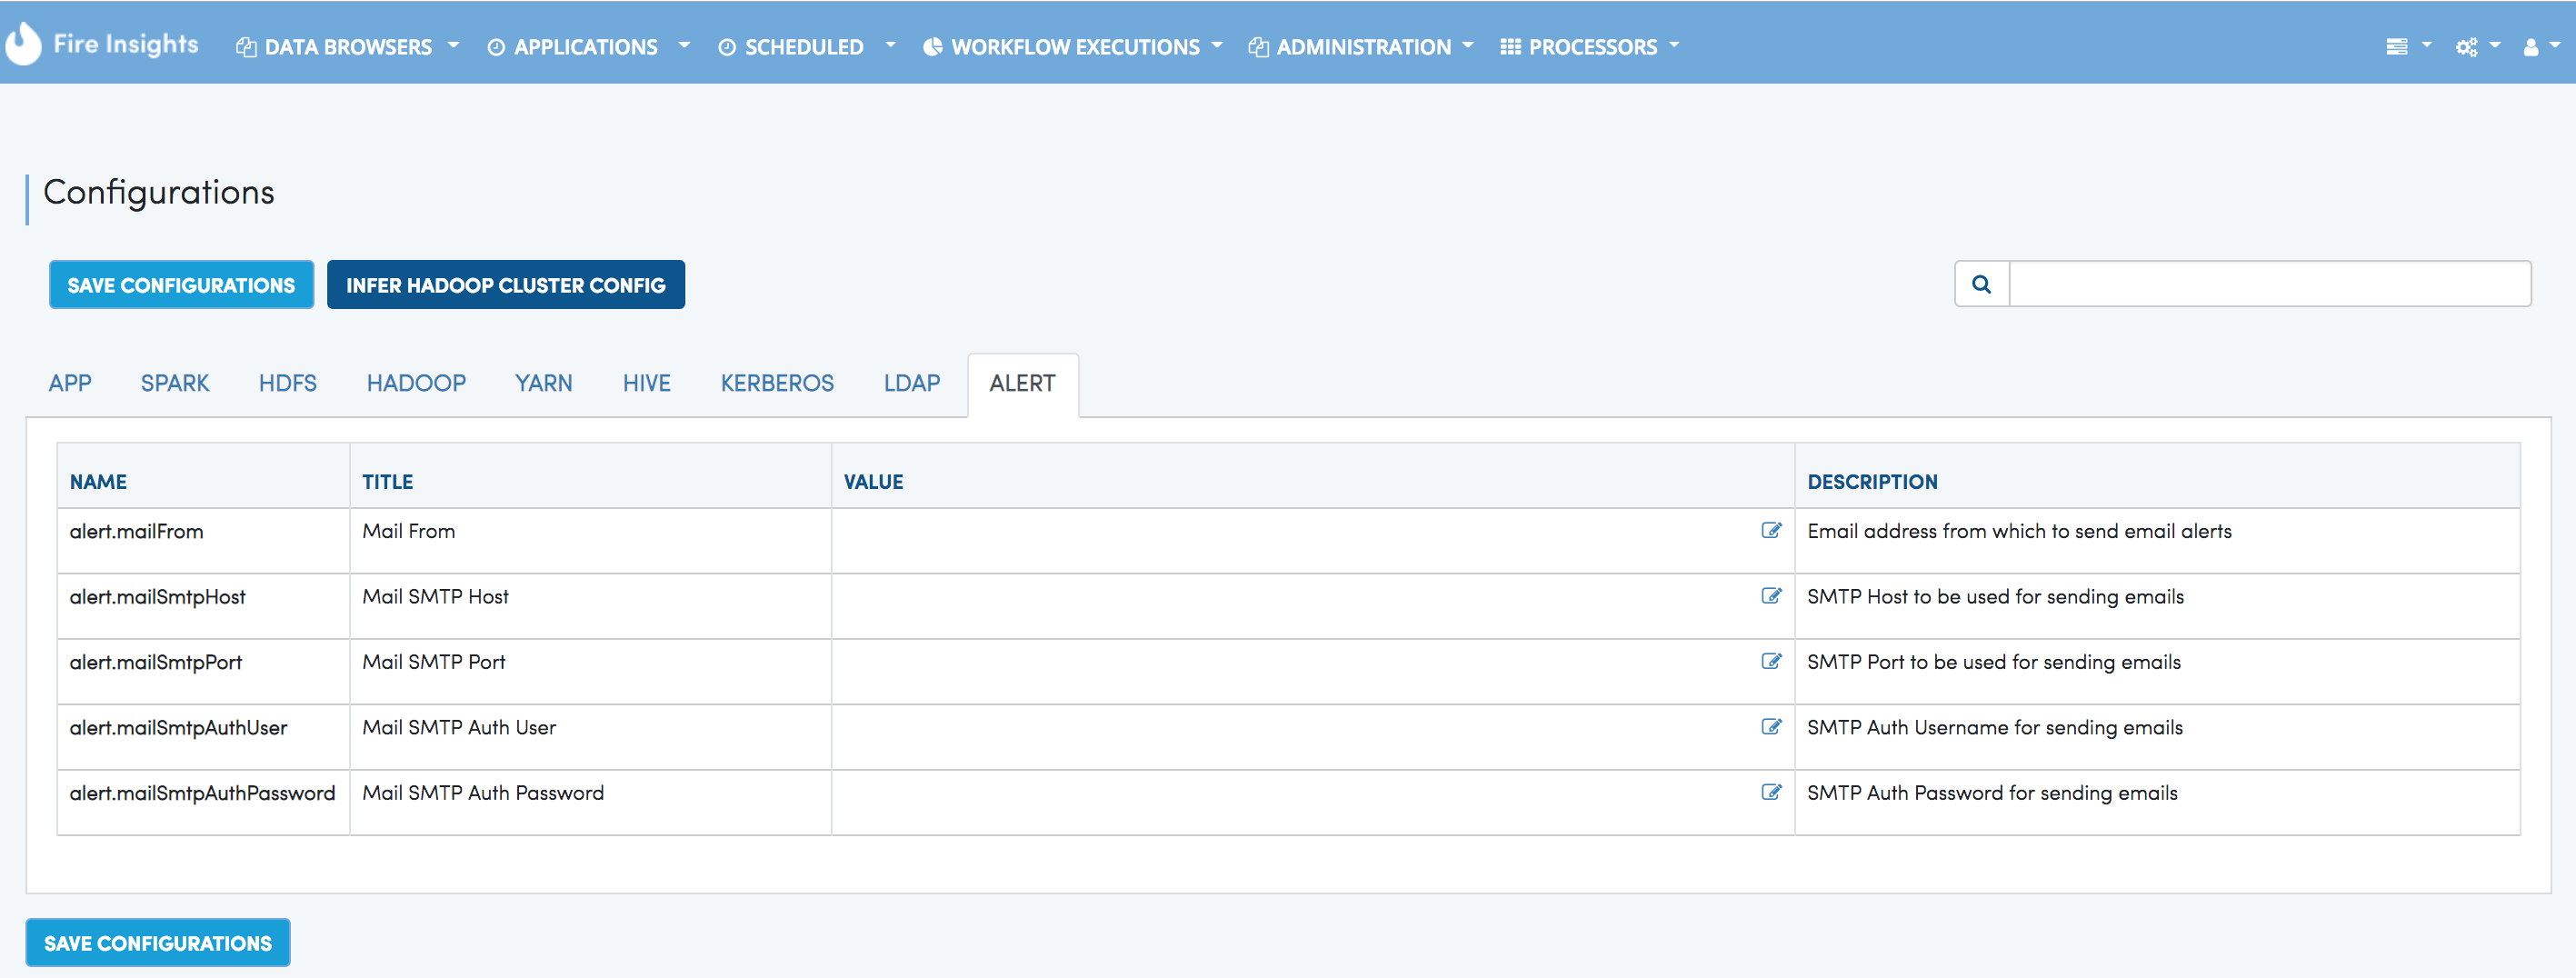 Fire Insights DATA BROWSERS APPLICATIONS SCHEDULED WORKFLOW EXECUTIONS ADMINISTRATION PROCESSORS
Configurations
SAVE CONFIGURATIONS INFER HADOOP CLUSTER CONFIG
APP SPARK HDFS HADOOP YARN HIVE KERBEROS LDAP ALERT
NAME TITLE VALUE DESCRIPTION
alert.mailFrom Mail From Email address from which to send email alerts
alert.mailSmtpHost Mail SMTP Host SMTP Host to be used for sending emails
alert.mailSmtpPort Mail SMTP Port SMTP Port to be used for sending emails
alert.mailSmtpAuthUser Mail SMTP Auth User SMTP Auth Username for sending emails
alert.mailSmtpAuthPassword Mail SMTP Auth Password SMTP Auth Password for sending emails
SAVE CONFIGURATIONS